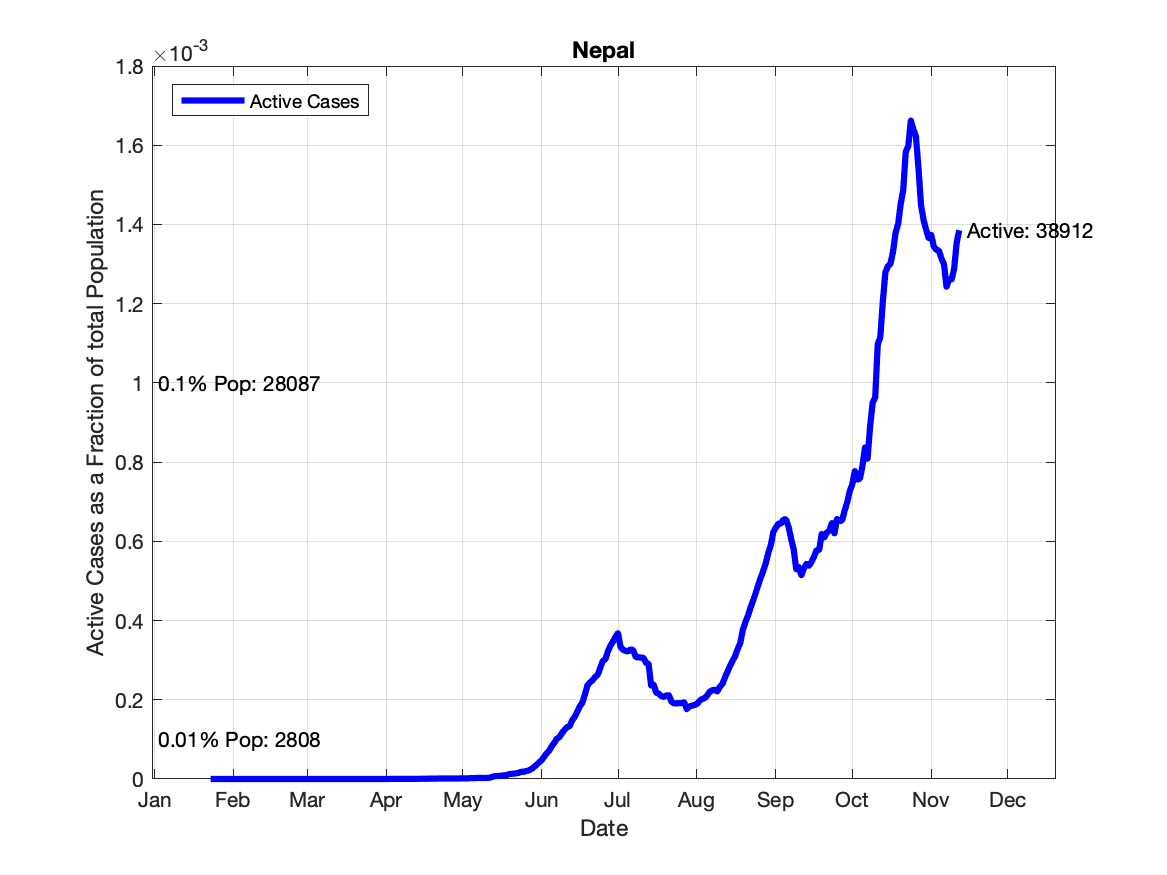 Nepal
×10-3
Active Cases
1.8
1.6
1.4
1.2
1
0.8
0.6
0.4
0.2
0
Active Cases as a Fraction of total Population
Active: 38912
0.1% Pop: 28087
0.01% Pop: 2808
Jan Feb Mar Apr May Jun Jul Aug Sep Oct Nov Dec
Date